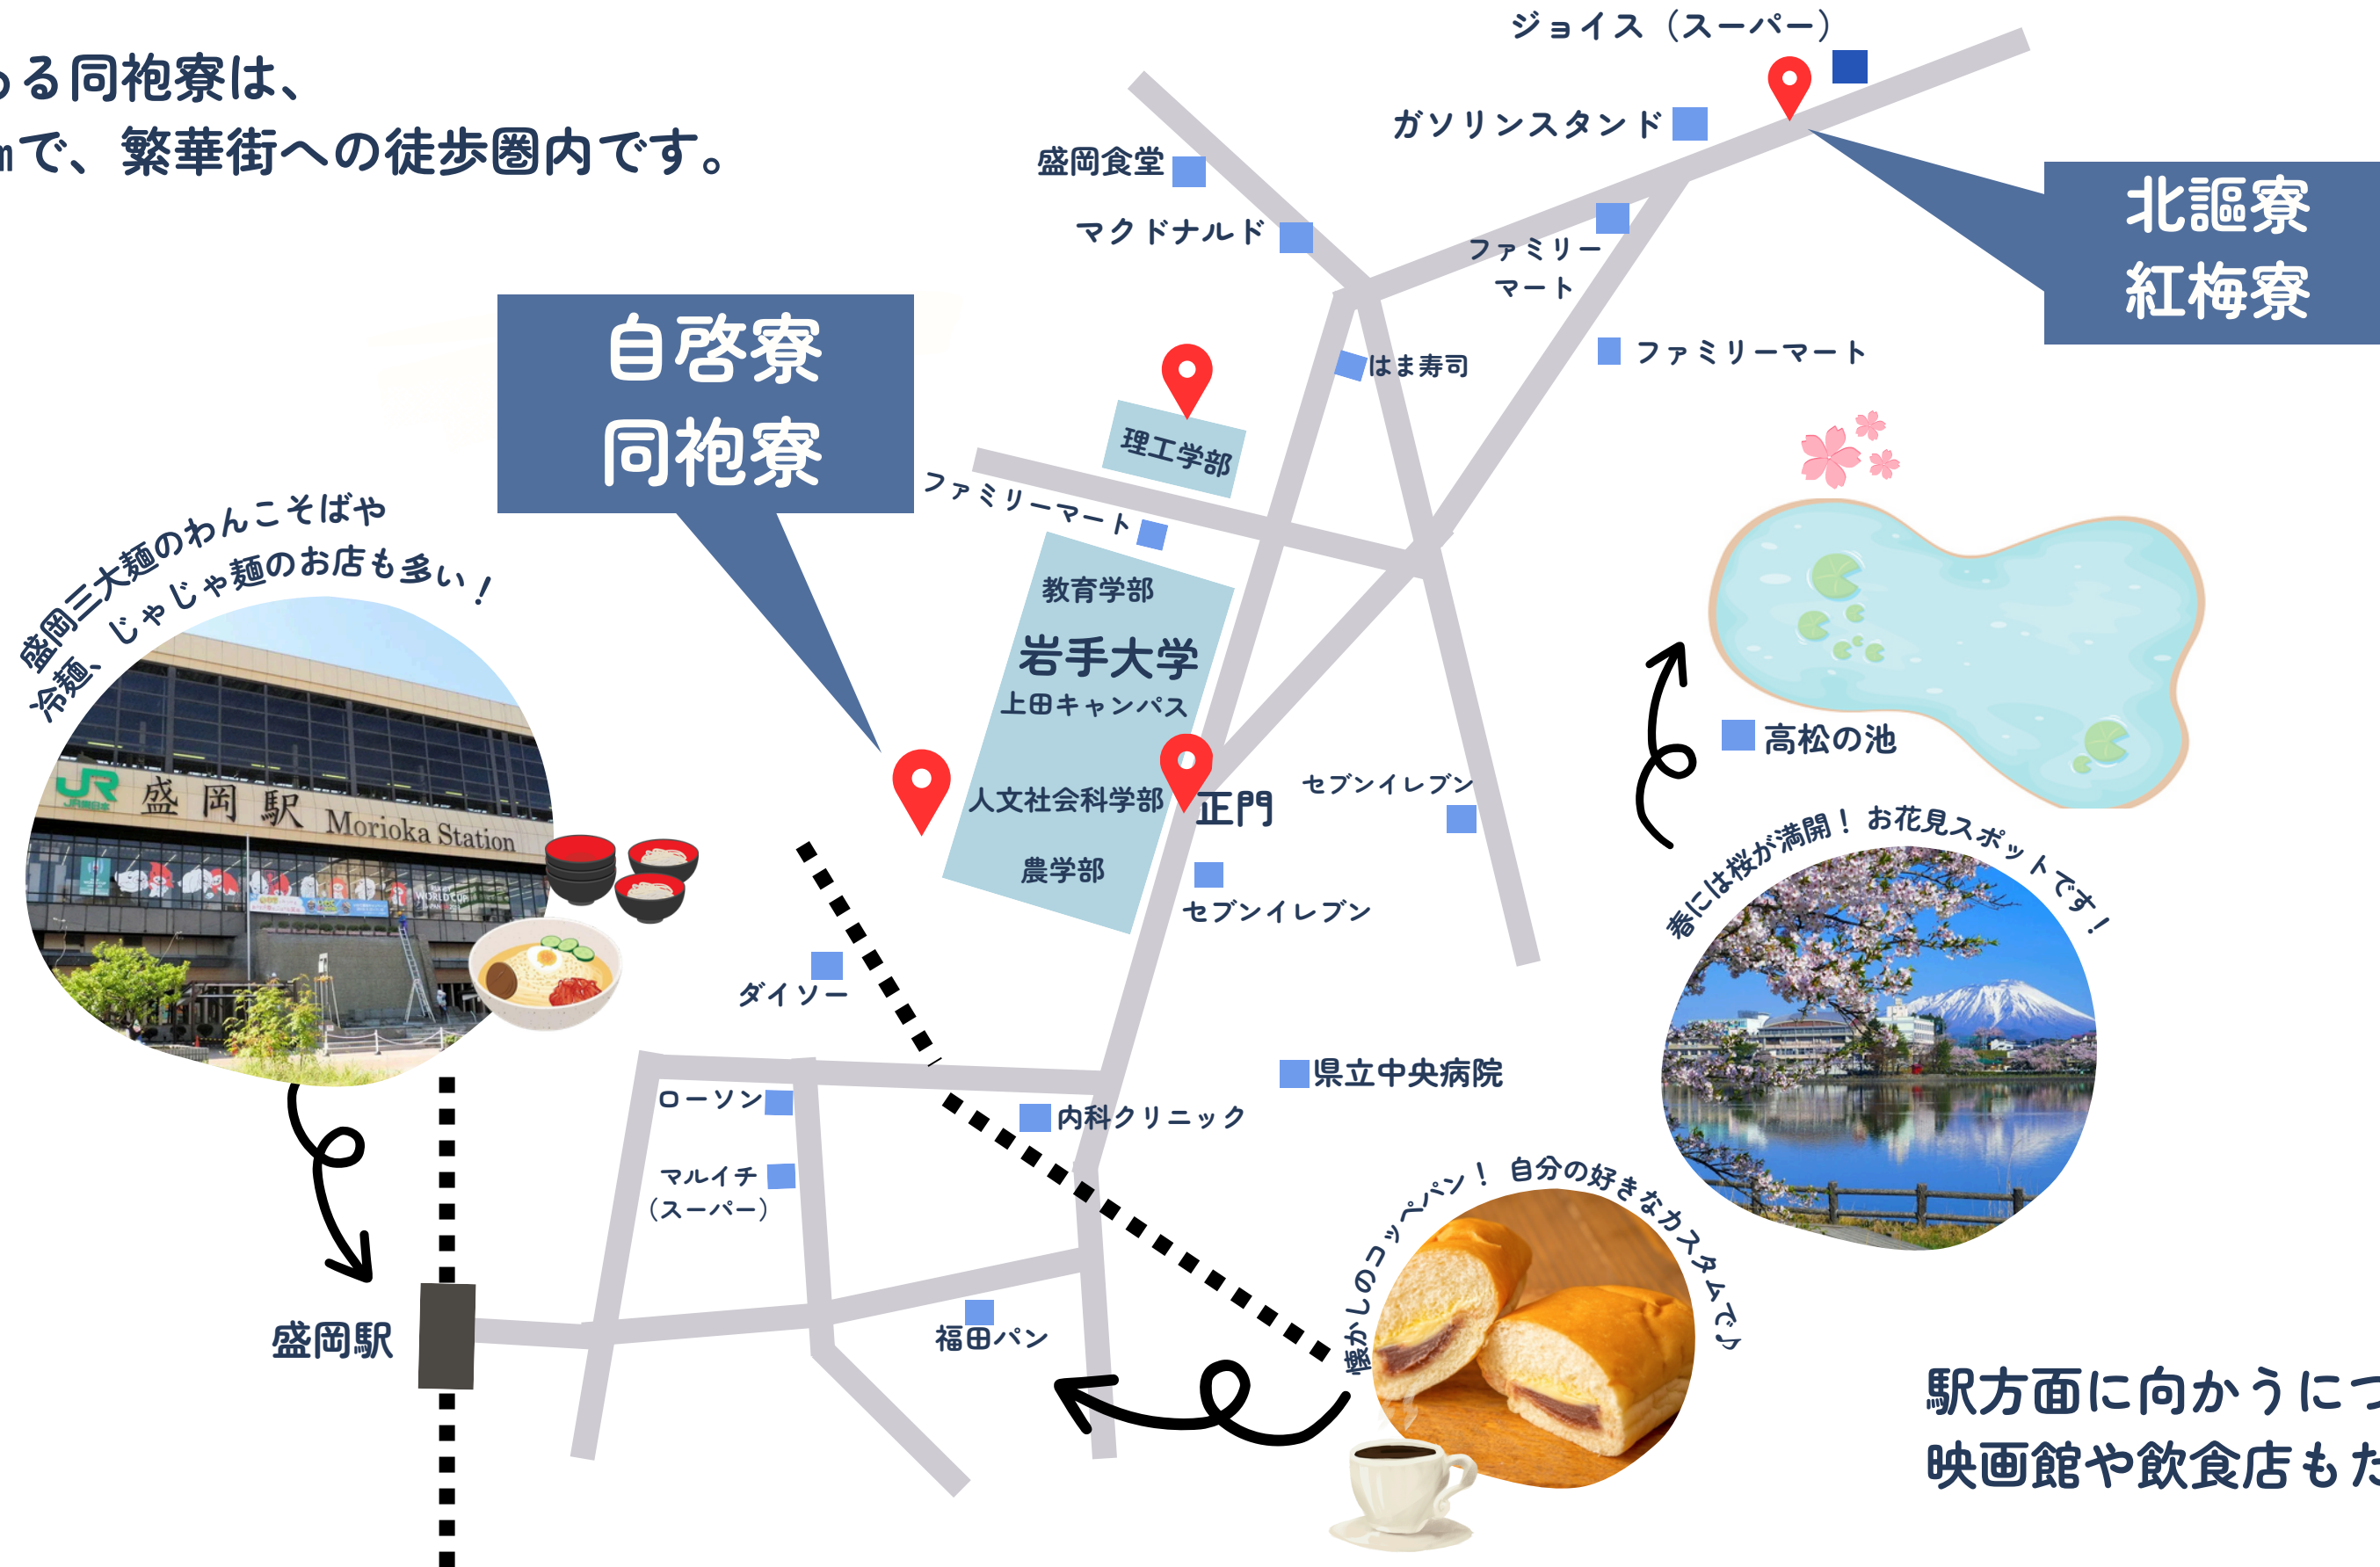 る同袍寮は、
mで、繁華街への徒歩圏内です。
ジョイス（スーパー）
ガソリンスタンド
盛岡食堂
マクドナルド
ファミリー
マート
北謳寮
紅梅寮
自啓寮
同袍寮
はま寿司
ファミリーマート
理工学部
ファミリーマート
盛岡三大麺のわんこそばや
冷麺、じゃじゃ麺のお店も多い！
教育学部
岩手大学
上田キャンパス
人文社会科学部
農学部
正門
セブンイレブン
セブンイレブン
高松の池
春には桜が満開！お花見スポットです！
JR
JR東日本
盛岡駅 Morioka Station
WORLD CUP
ダイソー
ローソン
マルイチ
（スーパー）
内科クリニック
県立中央病院
懐かしのコッペパン！ 自分の好きなカスタムで♪
福田パン
盛岡駅
駅方面に向かうにつ
映画館や飲食店もた